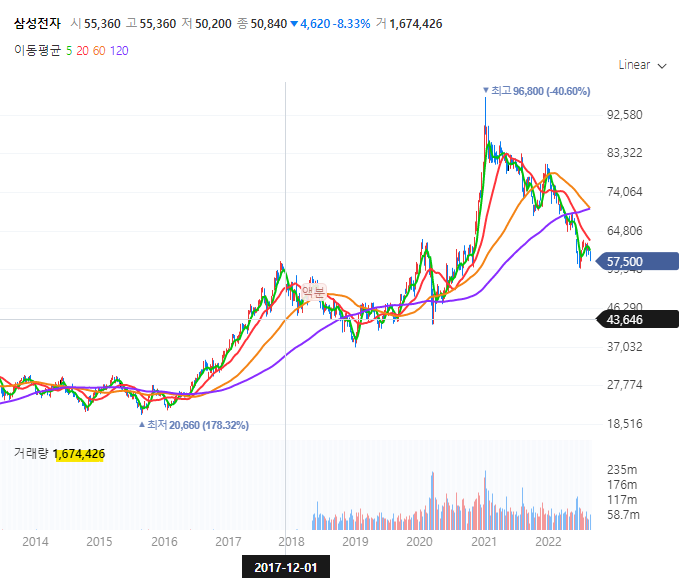 삼성전자 시 55,360 고 55,360 저 50,200 종 50,840 ▼ 4,620 -8.33% 거 1,674,426
이동평균 5 20 60 120
Linear
최고 96,800 (-40.60%)
92,580
83,322
74,064
64,806
57,500
46,290
43,646
액분
37,032
27,774
18,516
최저 20,660 (178.32%)
거래량 1,674,426
235m
176m
117m
58.7m
2014 2015 2016 2017 2018 2019 2020 2021 2022
2017-12-01